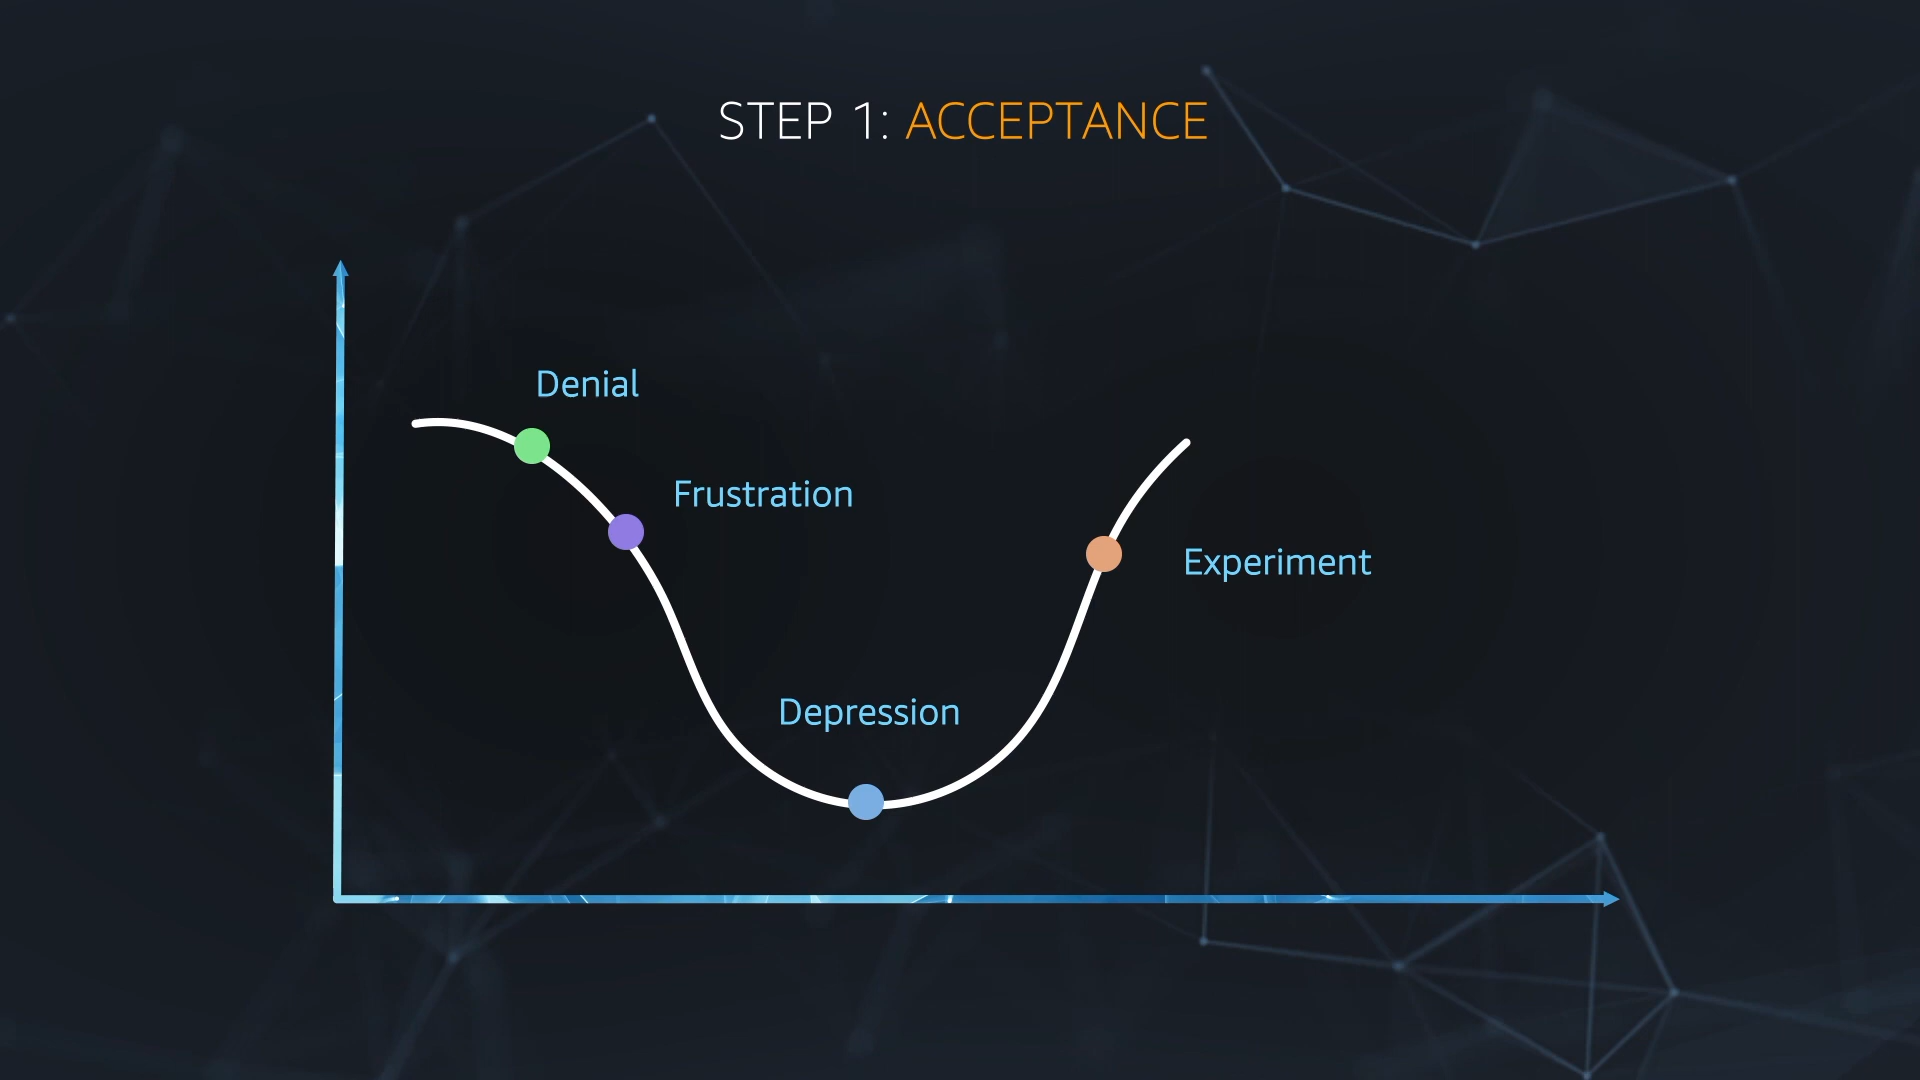 STEP 1: ACCEPTANCE
Denial
Frustration
Experiment
Depression